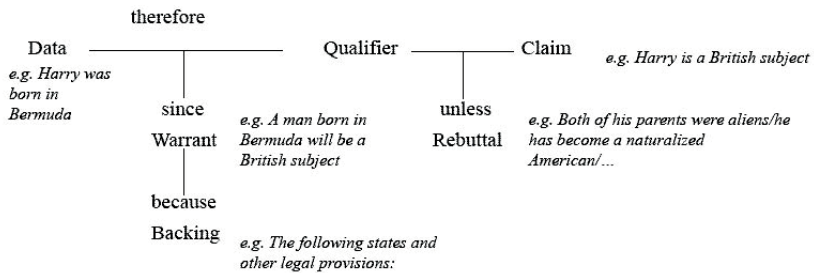 therefore
Data
Qualifier
Claim
e.g. Harry is a British subject
e.g. Harry was
born in
Bermuda
since
Warrant
e.g. A man born in
Bermuda will be a
British subject
unless
Rebuttal
e.g. Both of his parents were aliens/he
has become a naturalized
American/…
because
Backing
e.g. The following states and
other legal provisions: